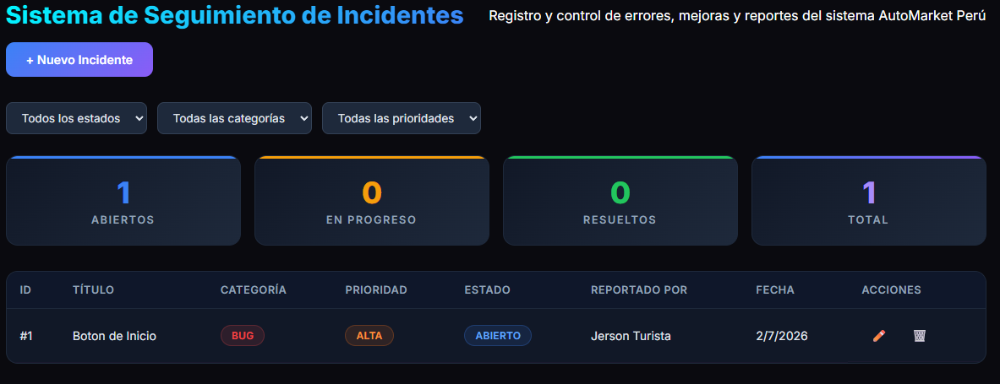 Sistema de Seguimiento de Incidentes
Registro y control de errores, mejoras y reportes del sistema AutoMarket Perú
+ Nuevo Incidente
Todos los estados
Todas las categorías
Todas las prioridades
1
ABIERTOS
0
EN PROGRESO
0
RESUELTOS
1
TOTAL
ID TÍTULO CATEGORÍA PRIORIDAD ESTADO REPORTADO POR FECHA ACCIONES
#1 Boton de Inicio BUG ALTA ABIERTO Jerson Turista 2/7/2026